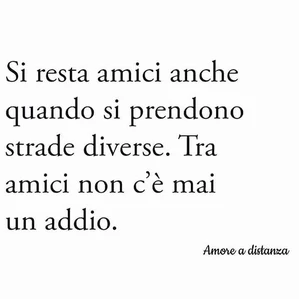 Si resta amici anche
quando si prendono
strade diverse. Tra
amici non c’è mai
un addio.
Amore a distanza